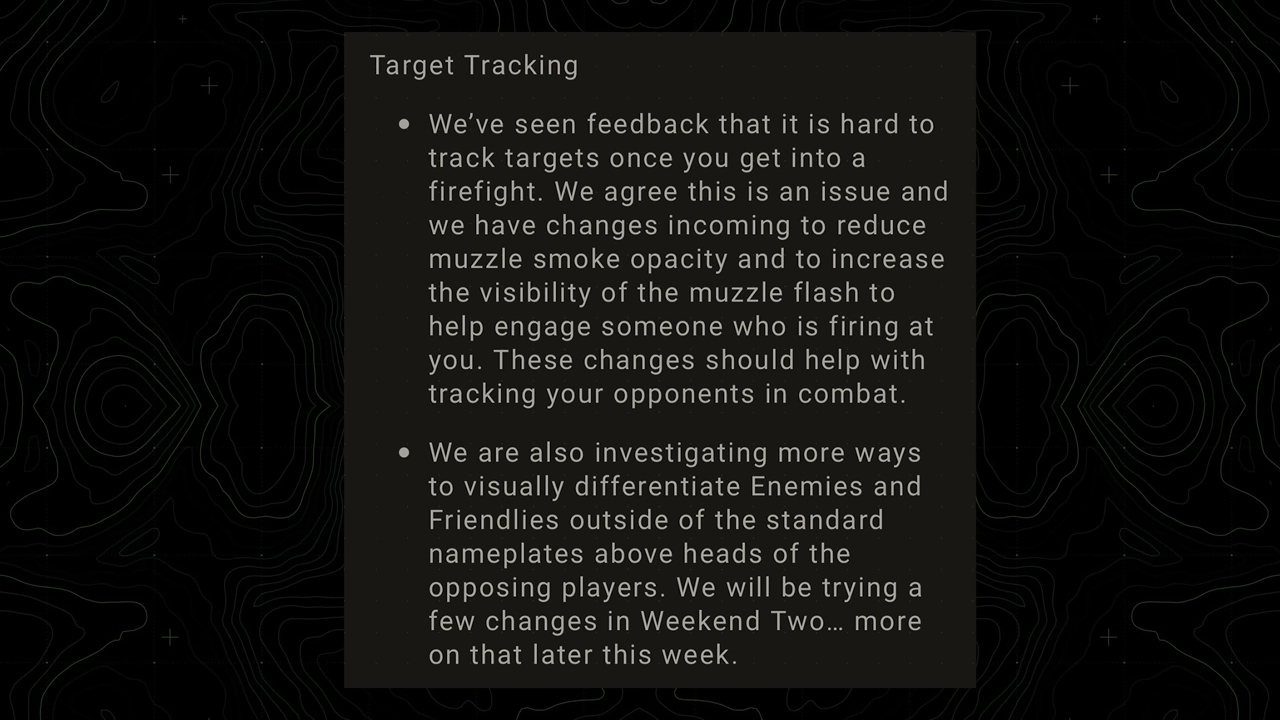 Target Tracking
• We’ve seen feedback that it is hard to
track targets once you get into a
firefight. We agree this is an issue and
we have changes incoming to reduce
muzzle smoke opacity and to increase
the visibility of the muzzle flash to
help engage someone who is firing at
you. These changes should help with
tracking your opponents in combat.
• We are also investigating more ways
to visually differentiate Enemies and
Friendlies outside of the standard
nameplates above heads of the
opposing players. We will be trying a
few changes in Weekend Two… more
on that later this week.